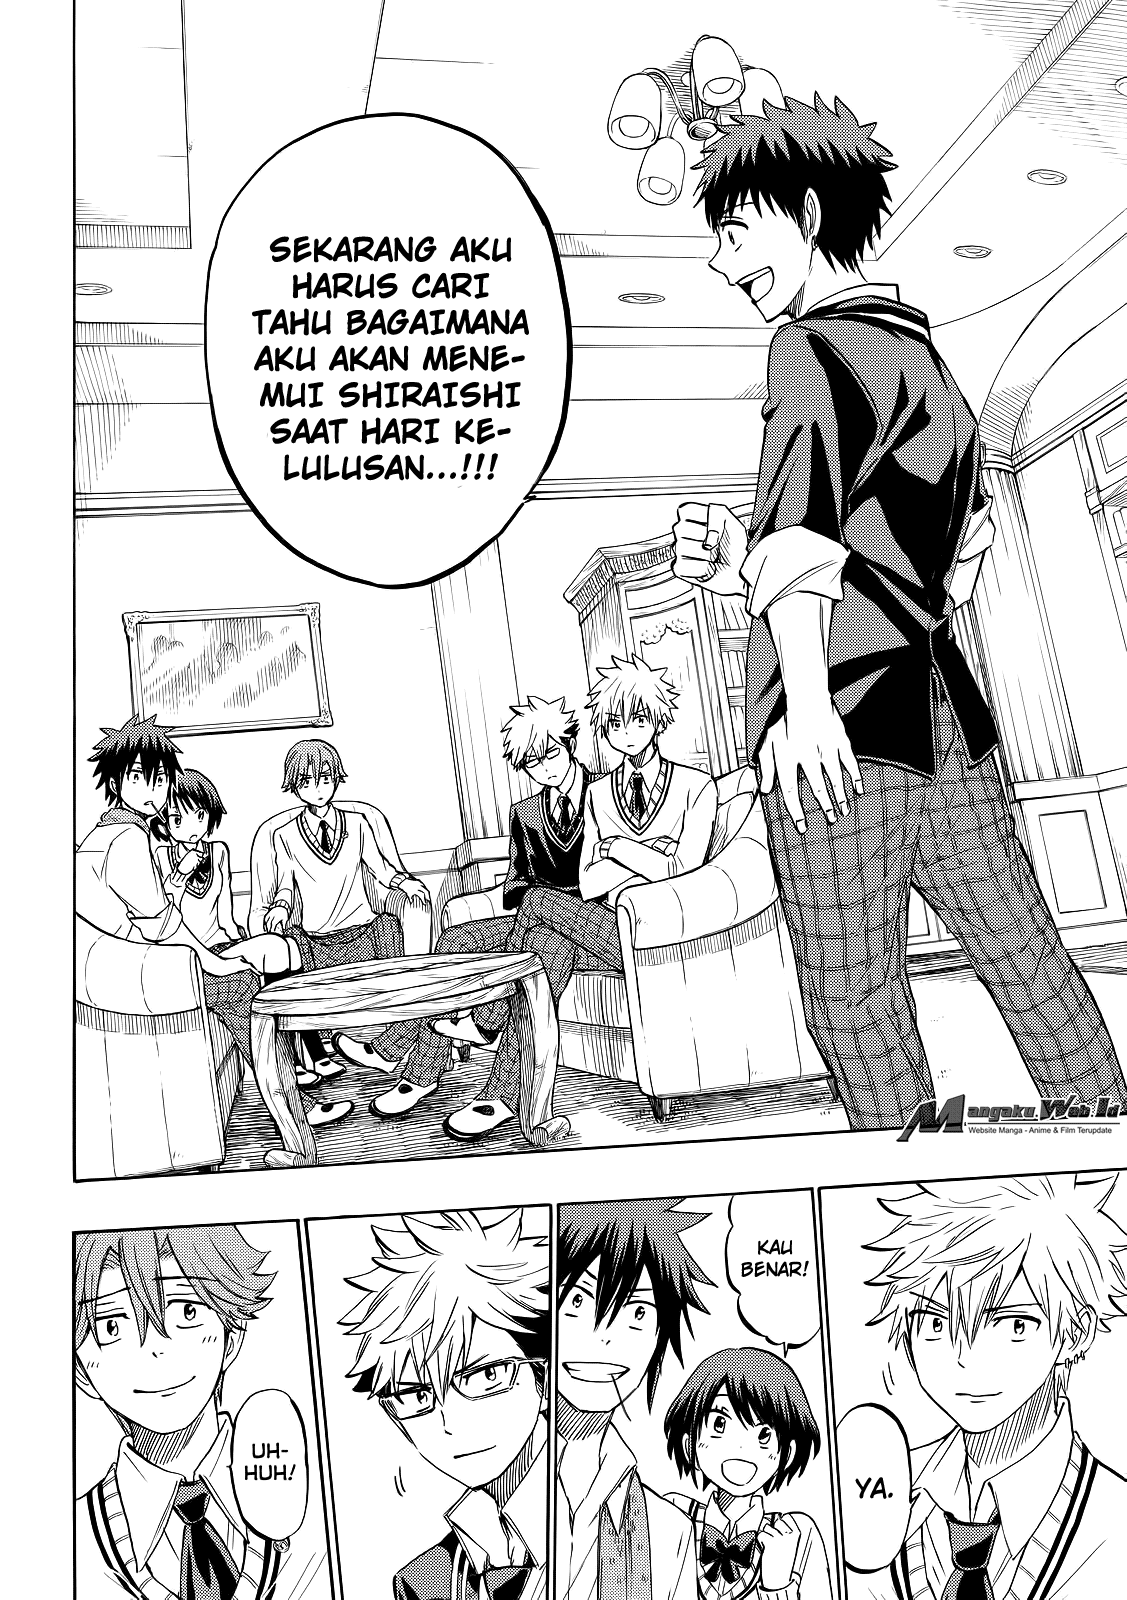 SEKARANG AKU
HARUS CARI
TAHU BAGAIMANA
AKU AKAN MENE-
MUI SHIRAISHI
SAAT HARI KE-
LULUSAN...!!!
Mangaku.Web.Id
Website Manga - Anime & Film Terupdate
YA.
KAU
BENAR!
UH-
HUH!